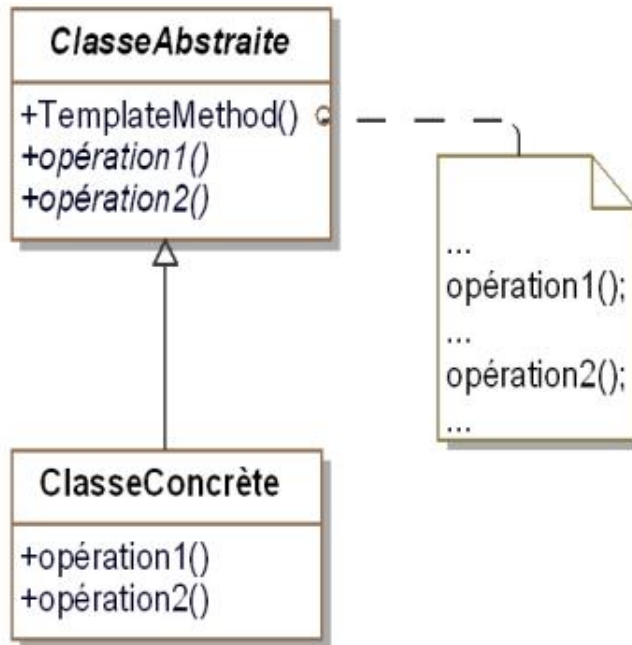 ClasseAbstraite
+TemplateMethod()
+opération1()
+opération2()
...
opération1();
...
opération2();
...
ClasseConcrète
+opération1()
+opération2()